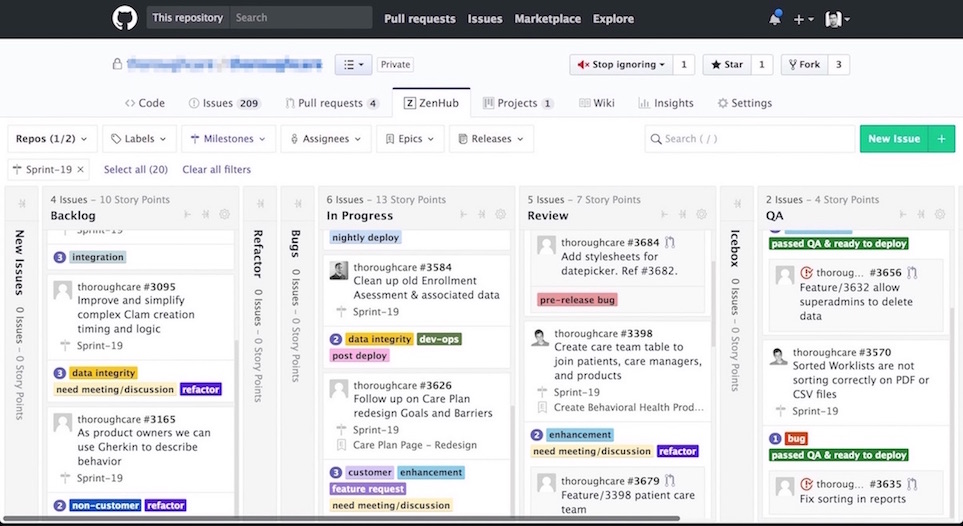 This repository Search Pull requests Issues Marketplace Explore
Private Stop ignoring 1 Star 1 Fork 3
Code Issues 209 Pull requests 4 Z ZenHub Projects 1 Wiki Insights Settings
Repos (1/2) Labels Milestones Assignees Epics Releases Search ( / ) New Issue +
Sprint-19 × Select all (20) Clear all filters
New Issues 0 Issues – 0 Story Points
4 Issues – 10 Story Points
Backlog
Sprint-19
3 integration
thoroughcare #3095
Improve and simplify
complex Clam creation
timing and logic
Sprint-19
3 data integrity
need meeting/discussion refactor
thoroughcare #3165
As product owners we can
use Gherkin to describe
behavior
Sprint-19
2 non-customer refactor
Refactor 0 Issues – 0 Story Points
Bugs 0 Issues – 0 Story Points
6 Issues – 13 Story Points
In Progress
nightly deploy
thoroughcare #3584
Clean up old Enrollment
Asessment & associated data
Sprint-19
2 data integrity dev-ops
post deploy
thoroughcare #3626
Follow up on Care Plan
redesign Goals and Barriers
Sprint-19
Care Plan Page - Redesign
3 customer enhancement
feature request
need meeting/discussion
5 Issues – 7 Story Points
Review
thoroughcare #3684
Add stylesheets for
datepicker. Ref #3682.
pre-release bug
thoroughcare #3398
Create care team table to
join patients, care managers,
and products
Sprint-19
Create Behavioral Health Prod...
2 enhancement
need meeting/discussion refactor
thoroughcare #3679
Feature/3398 patient care
team
Icebox 0 Issues – 0 Story Points
2 Issues – 4 Story Points
QA
passed QA & ready to deploy
thoroug... #3656
Feature/3632 allow
superadmins to delete
data
thoroughcare #3570
Sorted Worklists are not
sorting correctly on PDF or
CSV files
Sprint-19
1 bug
passed QA & ready to deploy
thoroug... #3635
Fix sorting in reports